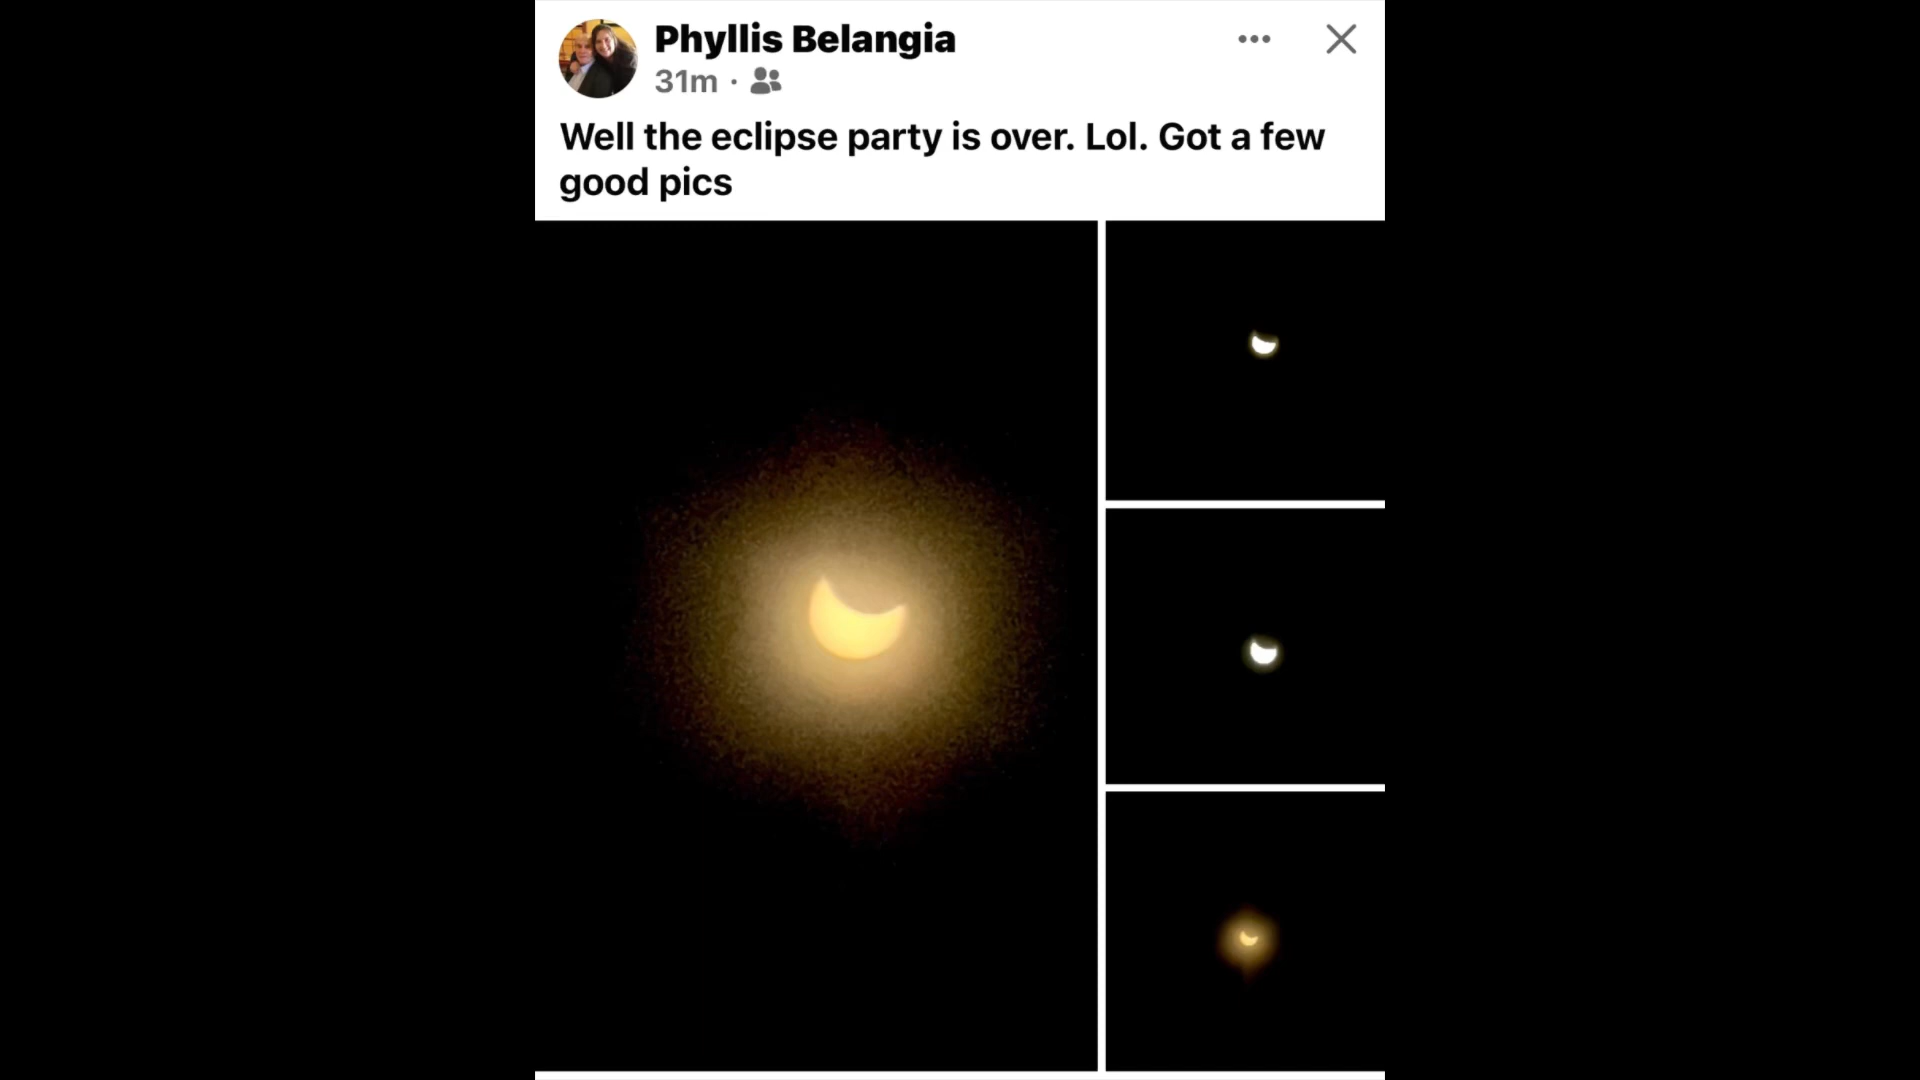 Phyllis Belangia
31m ·
Well the eclipse party is over. Lol. Got a few
good pics